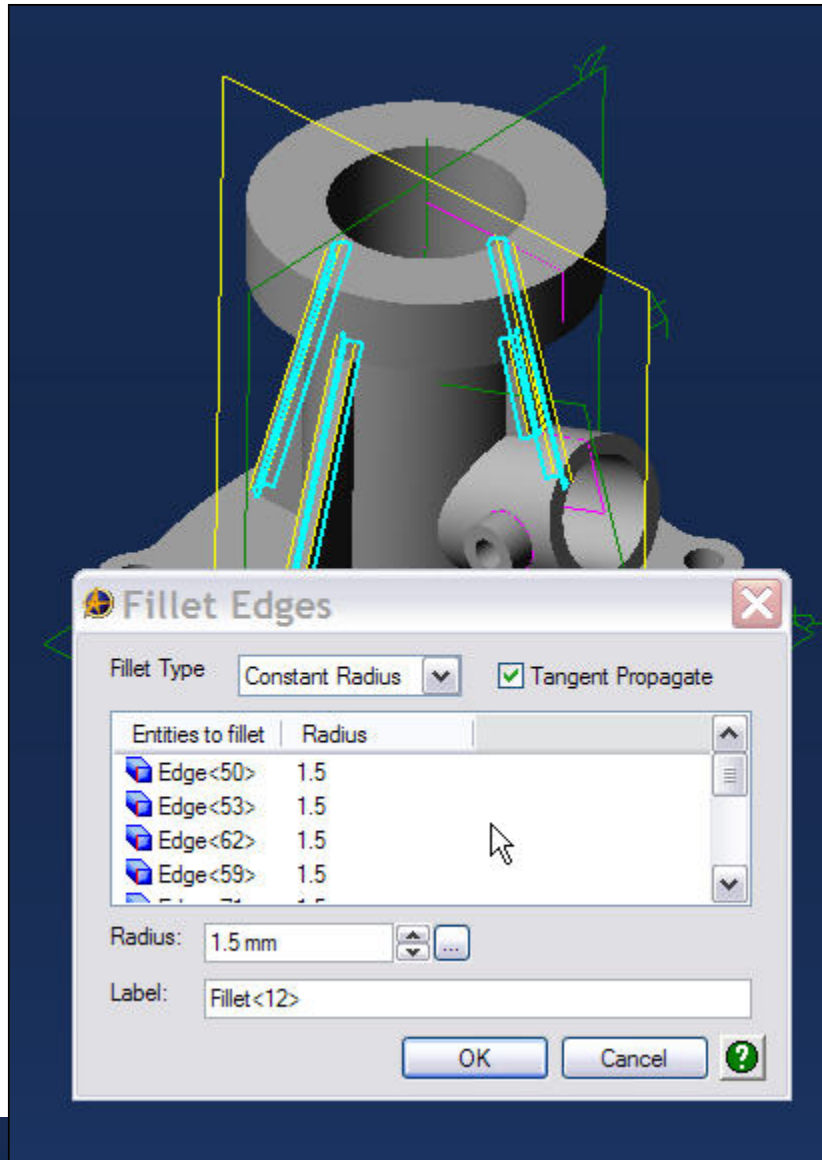 Fillet Edges
Fillet Type Constant Radius Tangent Propagate
Entities to fillet Radius
Edge<50> 1.5
Edge<53> 1.5
Edge<62> 1.5
Edge<59> 1.5
Radius: 1.5 mm ...
Label: Fillet<12>
OK Cancel ?